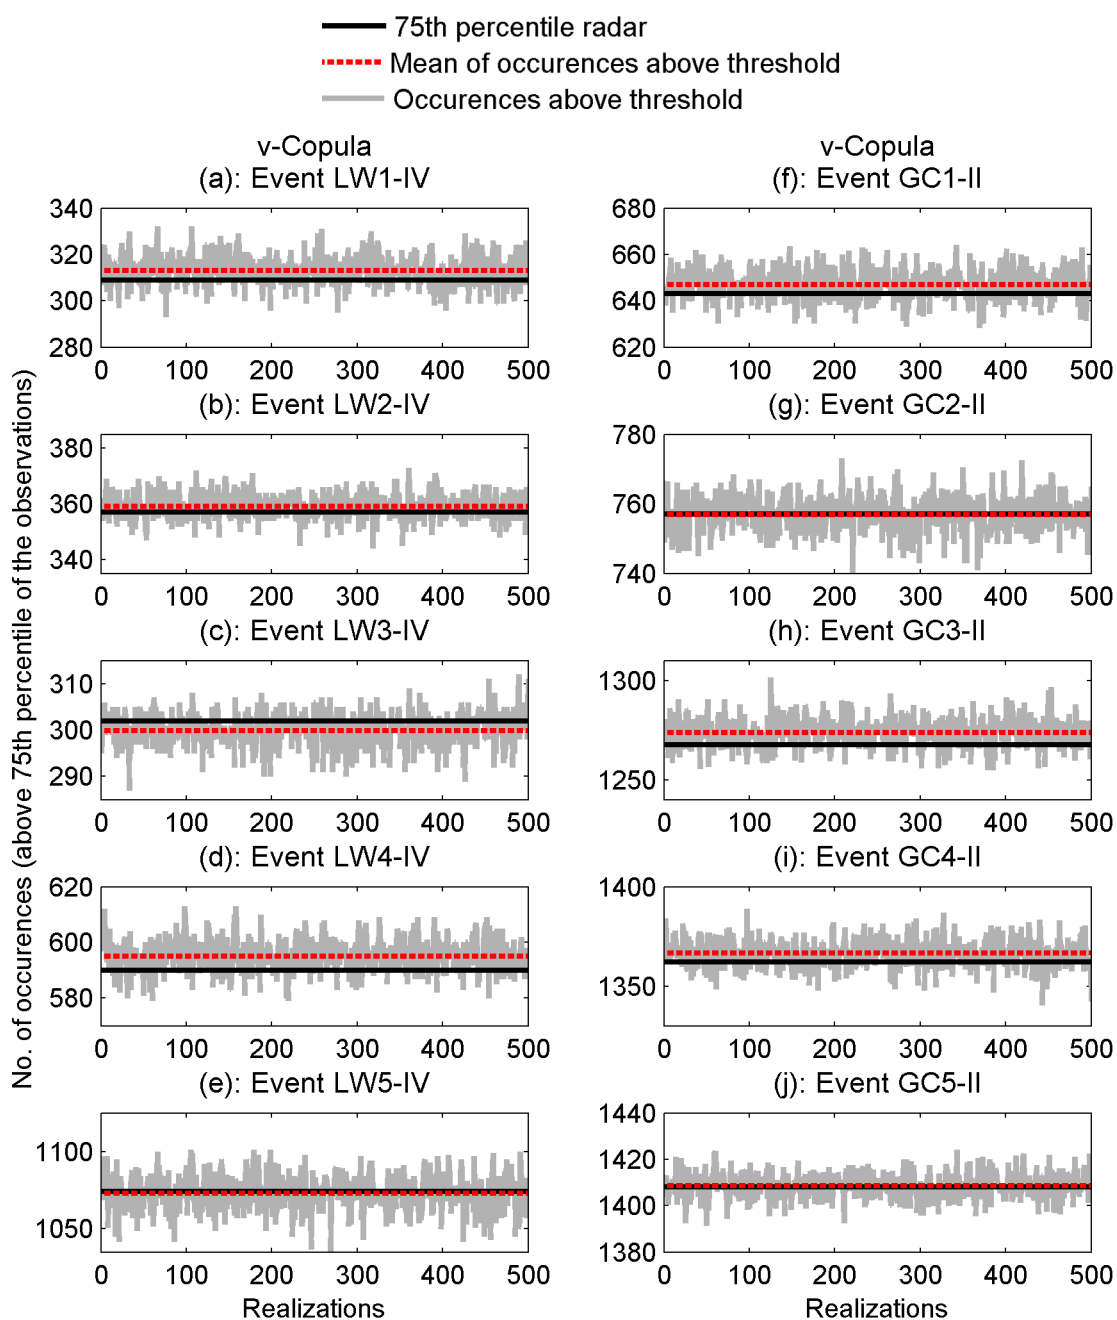 75th percentile radar
Mean of occurences above threshold
Occurences above threshold
No. of occurences (above 75th percentile of the observations)
v-Copula
(a): Event LW1-IV
340
320
300
280
0 100 200 300 400 500
(b): Event LW2-IV
380
360
340
0 100 200 300 400 500
(c): Event LW3-IV
310
300
290
0 100 200 300 400 500
(d): Event LW4-IV
620
600
580
0 100 200 300 400 500
(e): Event LW5-IV
1100
1050
0 100 200 300 400 500
Realizations
v-Copula
(f): Event GC1-II
680
660
640
620
0 100 200 300 400 500
(g): Event GC2-II
780
760
740
0 100 200 300 400 500
(h): Event GC3-II
1300
1250
0 100 200 300 400 500
(i): Event GC4-II
1400
1350
0 100 200 300 400 500
(j): Event GC5-II
1440
1420
1400
1380
0 100 200 300 400 500
Realizations